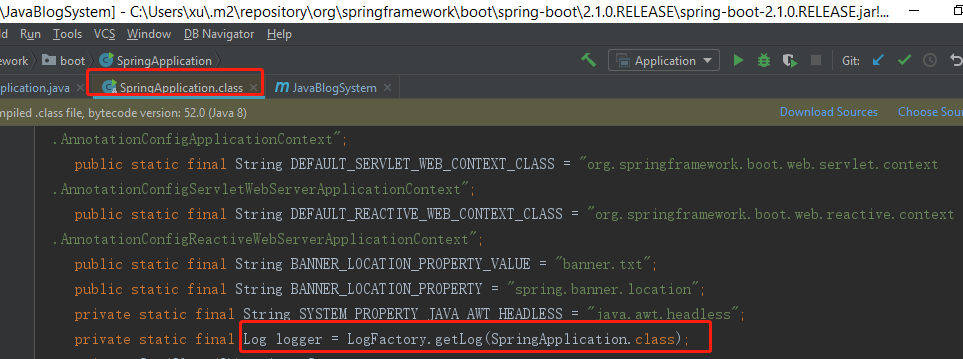 \JavaBlogSystem] - C:\Users\xu\.m2\repository\org\springframework\boot\spring-boot\2.1.0.RELEASE\spring-boot-2.1.0.RELEASE.jar!...
ld Run Tools VCS Window DB Navigator Help
ework boot SpringApplication Application Git:
plication.java SpringApplication.class m JavaBlogSystem
mpiled .class file, bytecode version: 52.0 (Java 8) Download Sources Choose Sour
.AnnotationConfigApplicationContext";
public static final String DEFAULT_SERVLET_WEB_CONTEXT_CLASS = "org.springframework.boot.web.servlet.context
.AnnotationConfigServletWebServerApplicationContext";
public static final String DEFAULT_REACTIVE_WEB_CONTEXT_CLASS = "org.springframework.boot.web.reactive.context
.AnnotationConfigReactiveWebServerApplicationContext";
public static final String BANNER_LOCATION_PROPERTY_VALUE = "banner.txt";
public static final String BANNER_LOCATION_PROPERTY = "spring.banner.location";
private static final String SYSTEM_PROPERTY_JAVA_AWT_HEADLESS = "java.awt.headless";
private static final Log logger = LogFactory.getLog(SpringApplication.class);